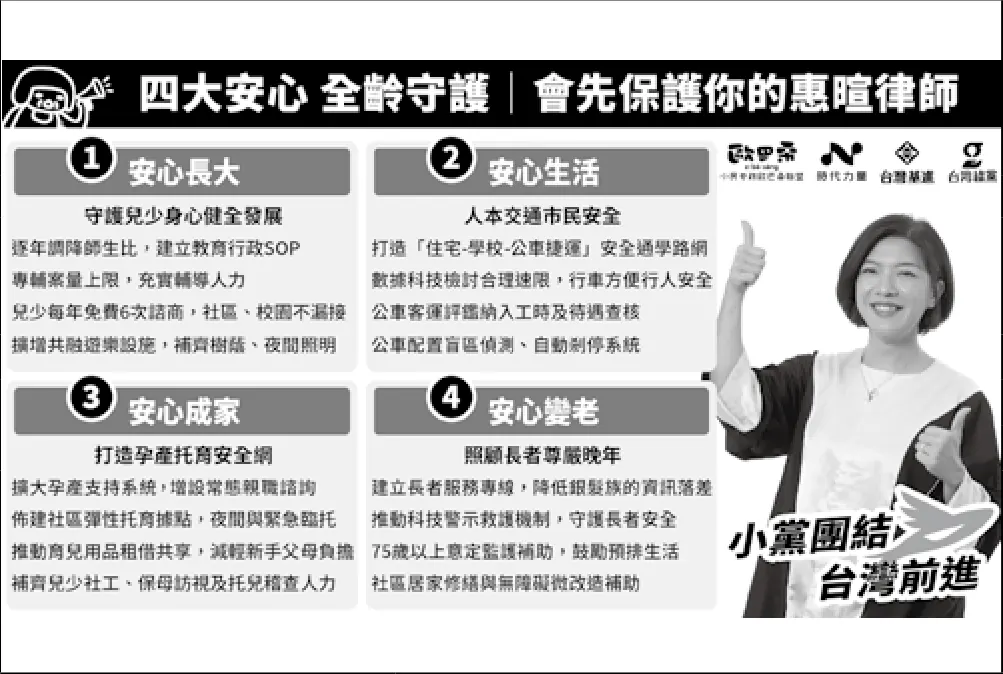 四大安心 全齡守護｜會先保護你的惠暄律師
歐巴桑
小民參政歐巴桑聯盟
時代力量
台灣基進
台灣綠黨
1 安心長大
守護兒少身心健全發展
逐年調降師生比，建立教育行政SOP
專輔案量上限，充實輔導人力
兒少每年免費6次諮商，社區、校園不漏接
擴增共融遊樂設施，補齊樹蔭、夜間照明
2 安心生活
人本交通市民安全
打造「住宅-學校-公車捷運」安全通學路網
數據科技檢討合理速限，行車方便行人安全
公車客運評鑑納入工時及待遇查核
公車配置盲區偵測、自動剎停系統
3 安心成家
打造孕產托育安全網
擴大孕產支持系統，增設常態親職諮詢
佈建社區彈性托育據點，夜間與緊急臨托
推動育兒用品租借共享，減輕新手父母負擔
補齊兒少社工、保母訪視及托兒稽查人力
4 安心變老
照顧長者尊嚴晚年
建立長者服務專線，降低銀髮族的資訊落差
推動科技警示救護機制，守護長者安全
75歲以上意定監護補助，鼓勵預排生活
社區居家修繕與無障礙微改造補助
小黨團結
台灣前進